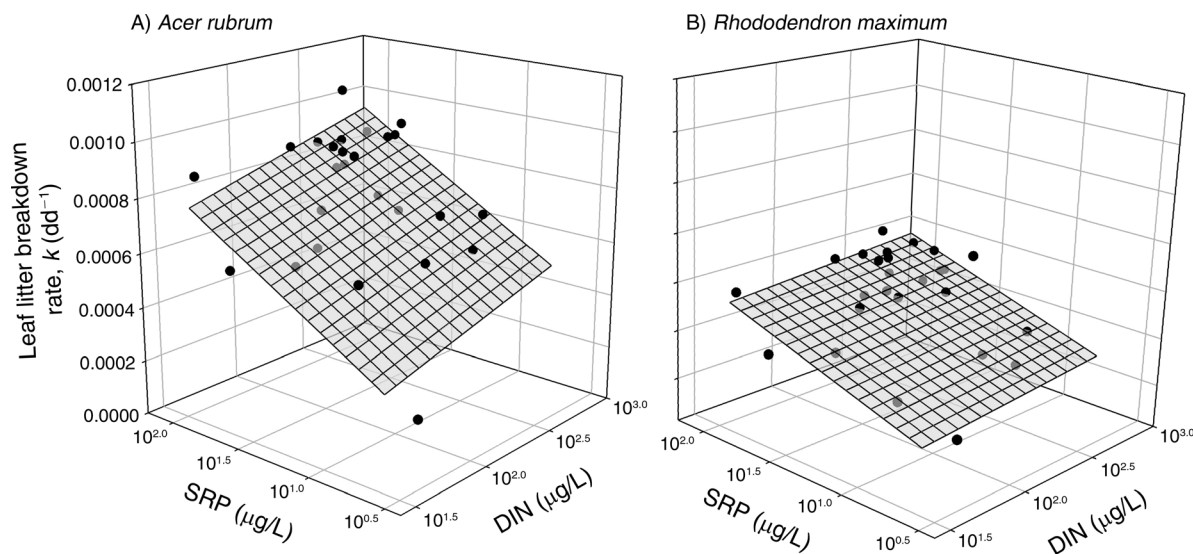 A) Acer rubrum
B) Rhododendron maximum
Leaf litter breakdown
rate, k (dd⁻¹)
0.0012
0.0010
0.0008
0.0006
0.0004
0.0002
0.0000
10^2.0
10^1.5
10^1.0
10^0.5
SRP (µg/L)
10^1.5
10^2.0
10^2.5
10^3.0
DIN (µg/L)
10^2.0
10^1.5
10^1.0
10^0.5
SRP (µg/L)
10^1.5
10^2.0
10^2.5
10^3.0
DIN (µg/L)